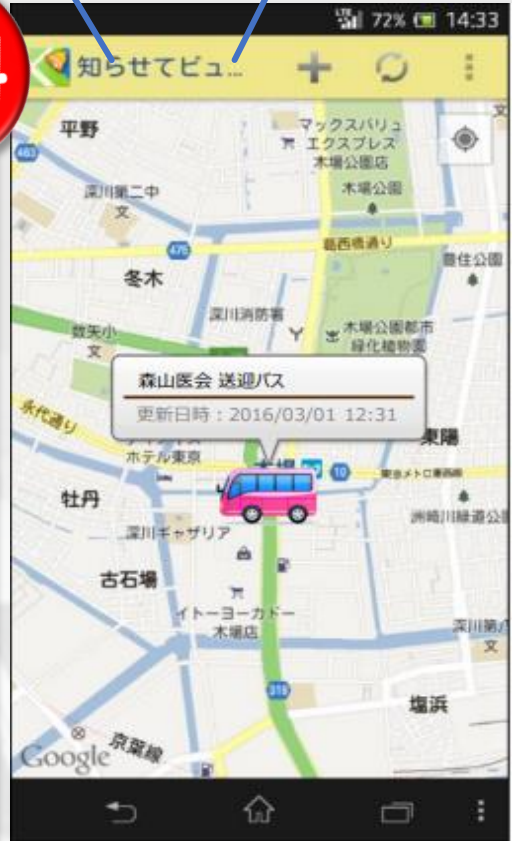 LTE 72% 14:33
知らせてビュ...
平野
マックスバリュ
エクスプレス
木場公園店
463
深川第二中
文
木場公園
475
葛西橋通り
豊住公園
冬木
深川消防署
数矢小
文
木場公園都市
緑化植物園
森山医会 送迎バス
更新日時:2016/03/01 12:31
永代通り
ホテル東京
東陽
10
東京メトロ東西線
牡丹
洲崎川緑道公
深川ギャザリア
古石場
イトーヨーカドー
木場店
深川第八
文
319
塩浜
Google
京葉線